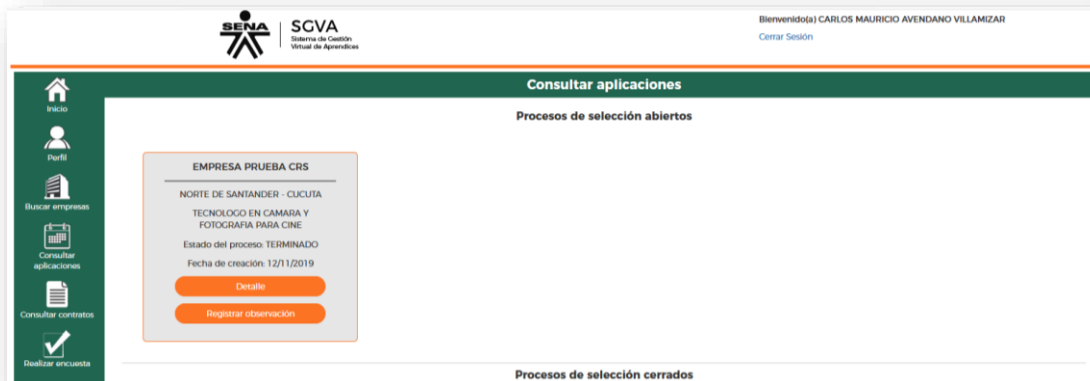 SENA
SGVA
Sistema de Gestión
Virtual de Aprendices
Bienvenido(a) CARLOS MAURICIO AVENDANO VILLAMIZAR
Cerrar Sesión
Inicio
Perfil
Buscar empresas
Consultar
aplicaciones
Consultar contratos
Realizar encuesta
Consultar aplicaciones
Procesos de selección abiertos
EMPRESA PRUEBA CRS
NORTE DE SANTANDER - CUCUTA
TECNOLOGO EN CAMARA Y
FOTOGRAFIA PARA CINE
Estado del proceso: TERMINADO
Fecha de creación: 12/11/2019
Detalle
Registrar observación
Procesos de selección cerrados